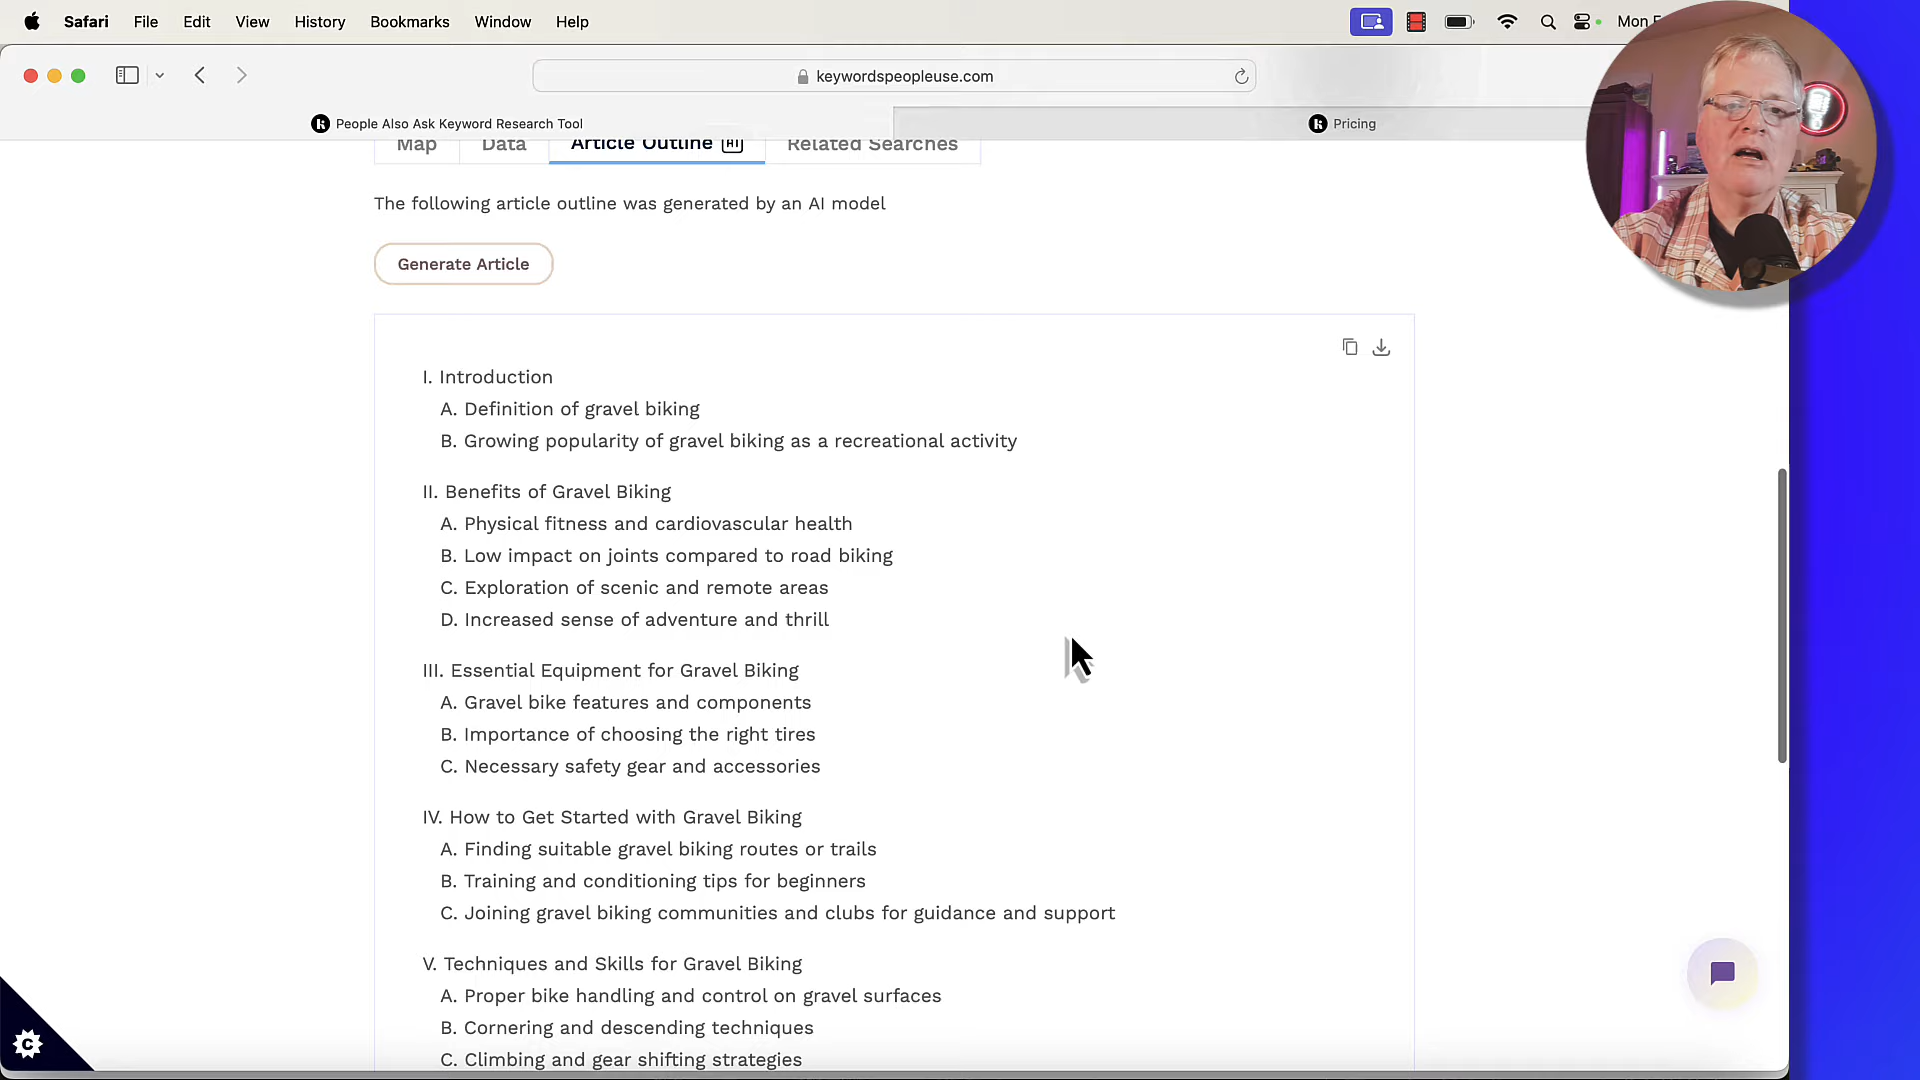 Safari File Edit View History Bookmarks Window Help Mon
keywordspeopleuse.com
People Also Ask Keyword Research Tool
Pricing
Map Data Article Outline AI Related Searches
The following article outline was generated by an AI model
Generate Article
I. Introduction
A. Definition of gravel biking
B. Growing popularity of gravel biking as a recreational activity
II. Benefits of Gravel Biking
A. Physical fitness and cardiovascular health
B. Low impact on joints compared to road biking
C. Exploration of scenic and remote areas
D. Increased sense of adventure and thrill
III. Essential Equipment for Gravel Biking
A. Gravel bike features and components
B. Importance of choosing the right tires
C. Necessary safety gear and accessories
IV. How to Get Started with Gravel Biking
A. Finding suitable gravel biking routes or trails
B. Training and conditioning tips for beginners
C. Joining gravel biking communities and clubs for guidance and support
V. Techniques and Skills for Gravel Biking
A. Proper bike handling and control on gravel surfaces
B. Cornering and descending techniques
C. Climbing and gear shifting strategies